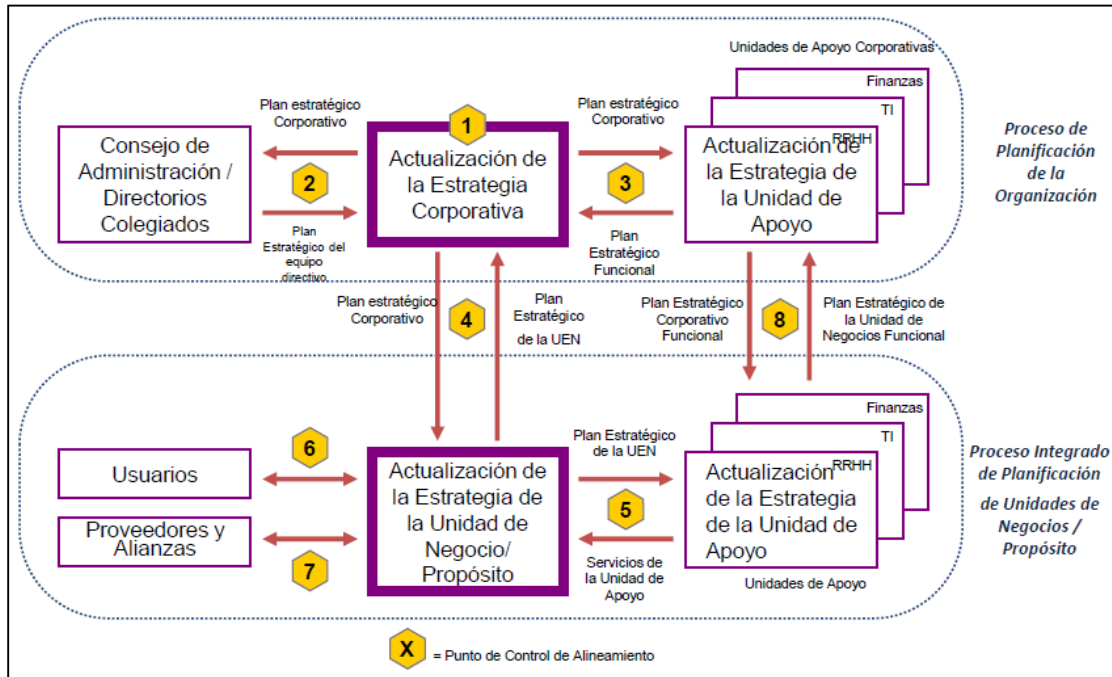 Unidades de Apoyo Corporativas
Finanzas
TI
RRHH
Plan estratégico
Corporativo
1
Plan estratégico
Corporativo
Consejo de
Administración /
Directorios
Colegiados
2
Actualización de
la Estrategia
Corporativa
3
Actualización de
la Estrategia de
la Unidad de
Apoyo
Proceso de
Planificación
de la
Organización
Plan
Estratégico del
equipo
directivo
Plan
Estratégico
Funcional
Plan estratégico
Corporativo
4
Plan
Estratégico
de la UEN
Plan Estratégico
Corporativo
Funcional
8
Plan Estratégico de
la Unidad de
Negocios Funcional
Finanzas
TI
RRHH
Usuarios
6
Proveedores y
Alianzas
7
Actualización de
la Estrategia de
la Unidad de
Negocio/
Propósito
Plan Estratégico
de la UEN
5
Servicios de
la Unidad de
Apoyo
Actualización
de la Estrategia
de la Unidad de
Apoyo
Unidades de Apoyo
Proceso Integrado
de Planificación
de Unidades de
Negocios /
Propósito
X = Punto de Control de Alineamiento